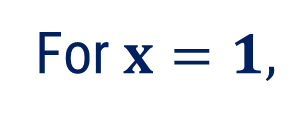 For x = 1,